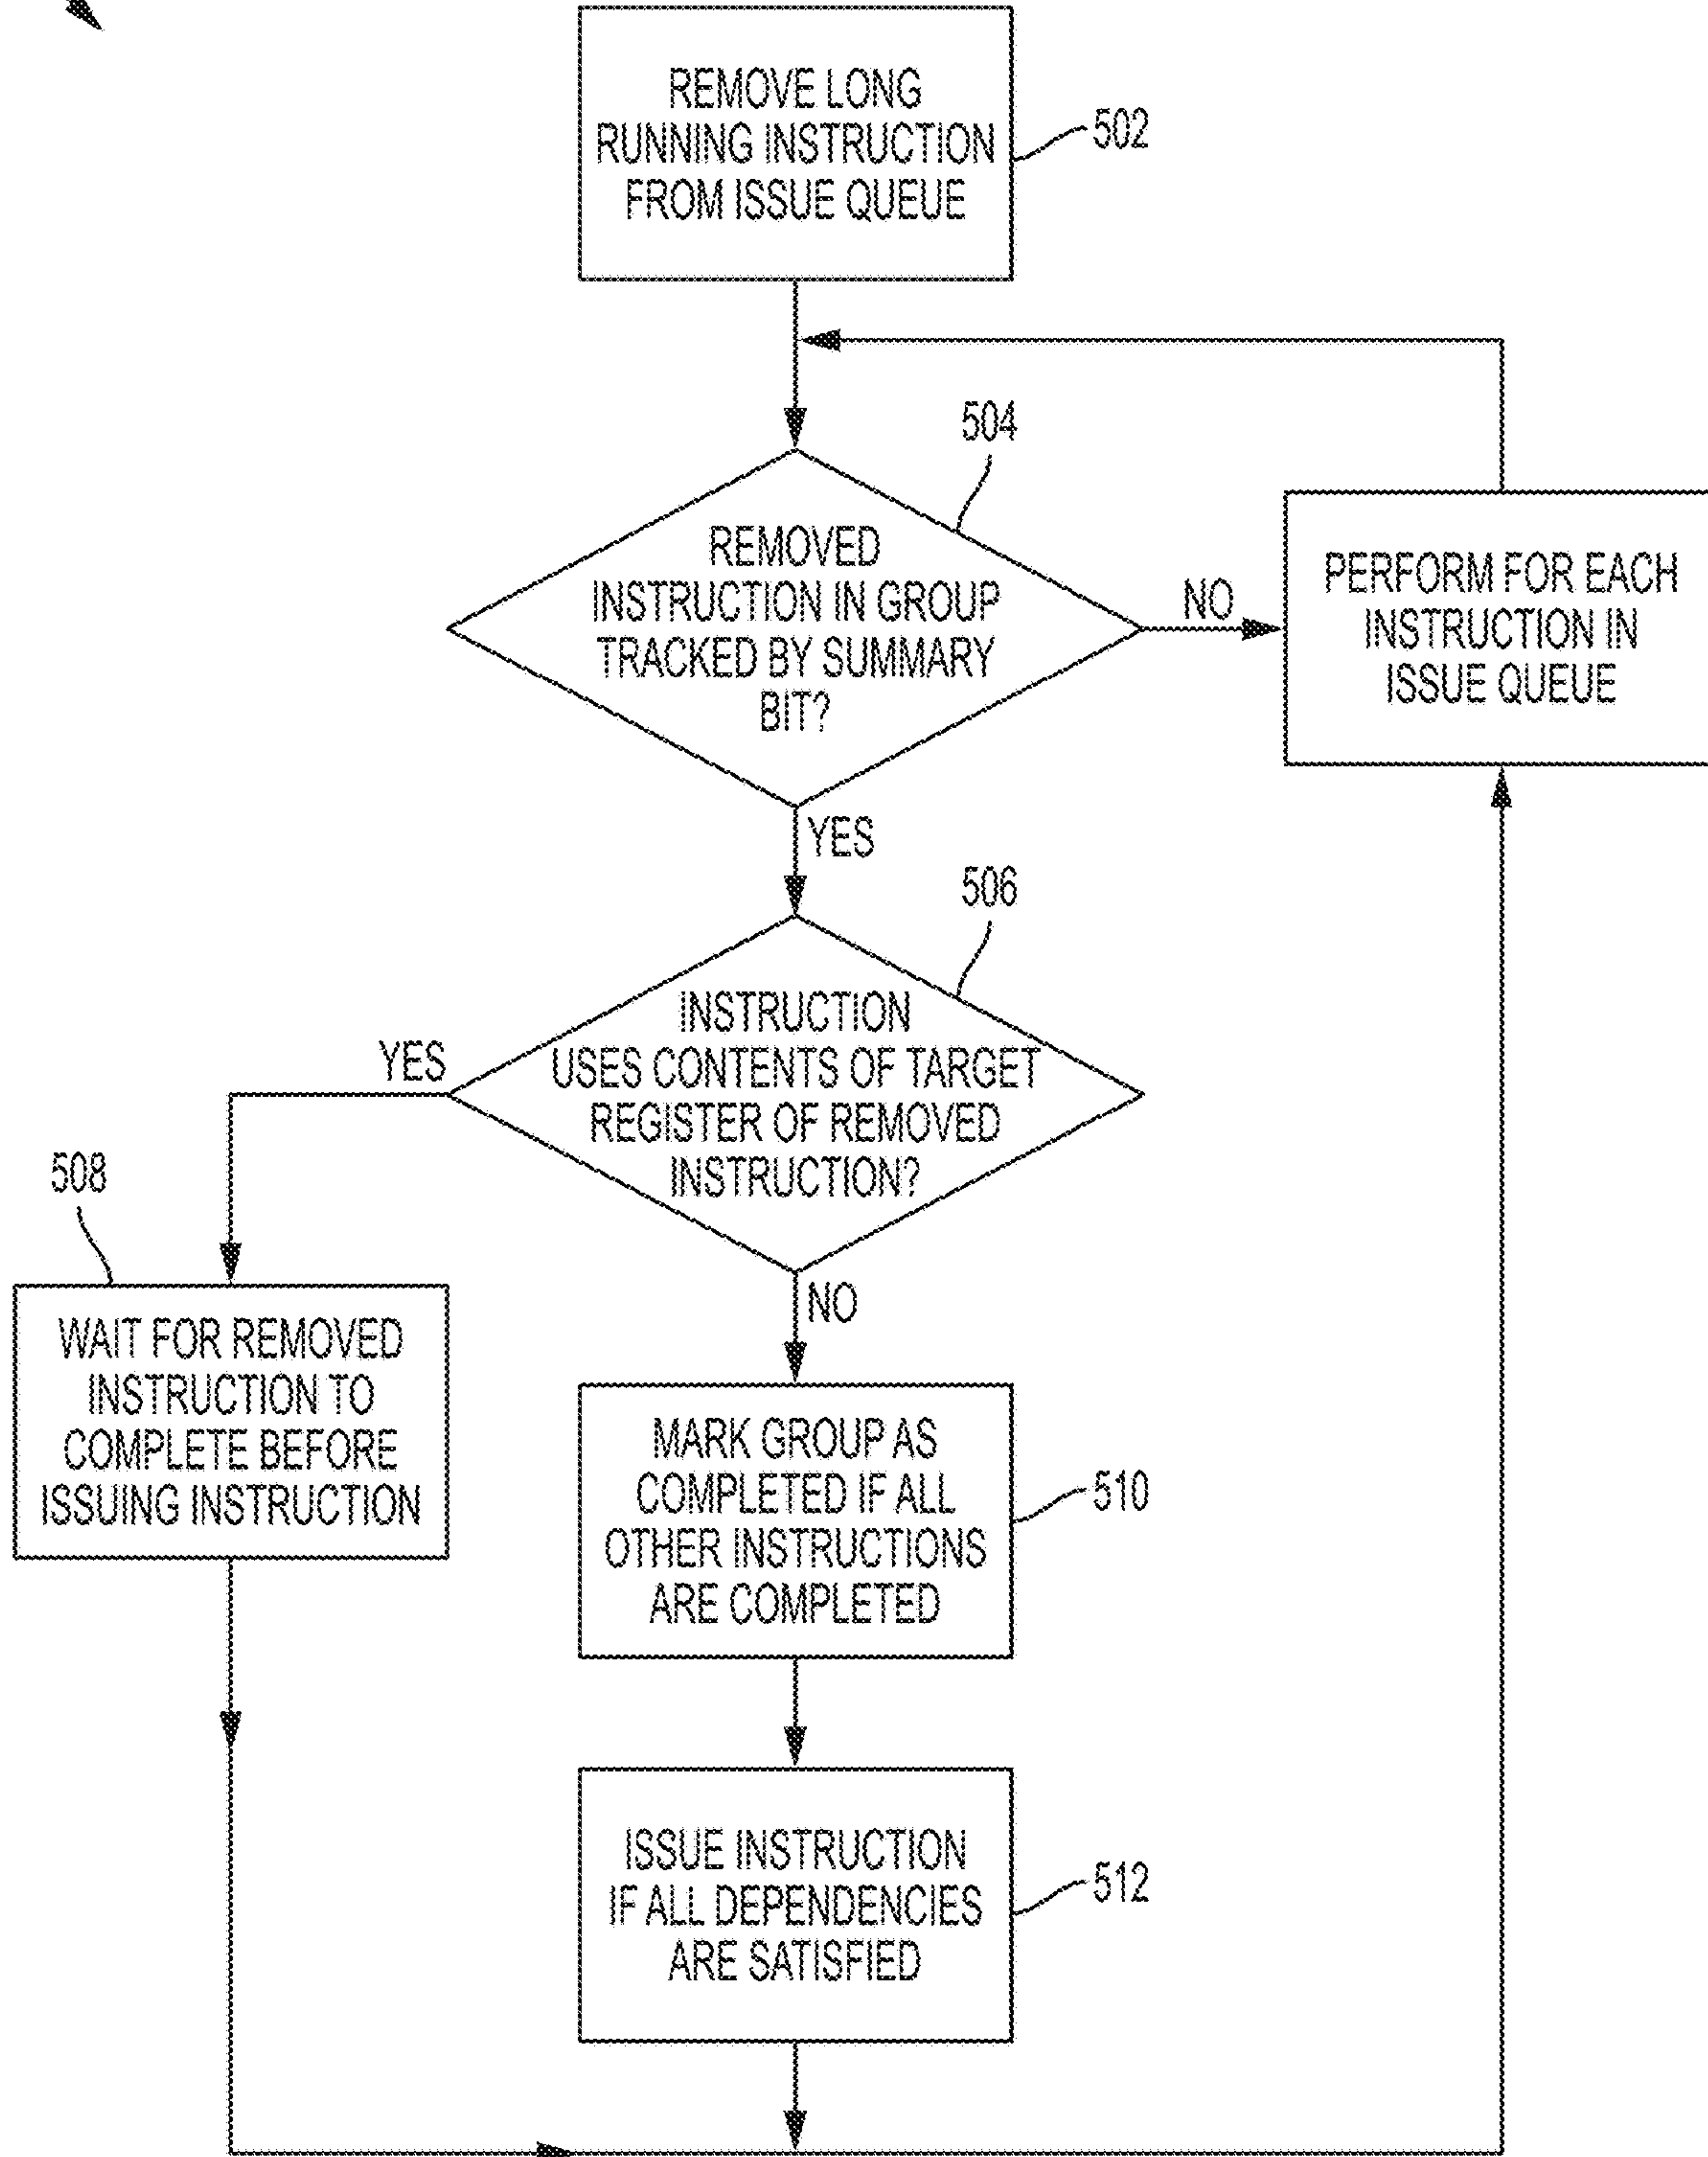 REMOVE LONG
RUNNING INSTRUCTION
FROM ISSUE QUEUE
502
504
REMOVED
INSTRUCTION IN GROUP
TRACKED BY SUMMARY
BIT?
NO
PERFORM FOR EACH
INSTRUCTION IN
ISSUE QUEUE
YES
506
INSTRUCTION
USES CONTENTS OF TARGET
REGISTER OF REMOVED
INSTRUCTION?
YES
508
WAIT FOR REMOVED
INSTRUCTION TO
COMPLETE BEFORE
ISSUING INSTRUCTION
NO
MARK GROUP AS
COMPLETED IF ALL
OTHER INSTRUCTIONS
ARE COMPLETED
510
ISSUE INSTRUCTION
IF ALL DEPENDENCIES
ARE SATISFIED
512